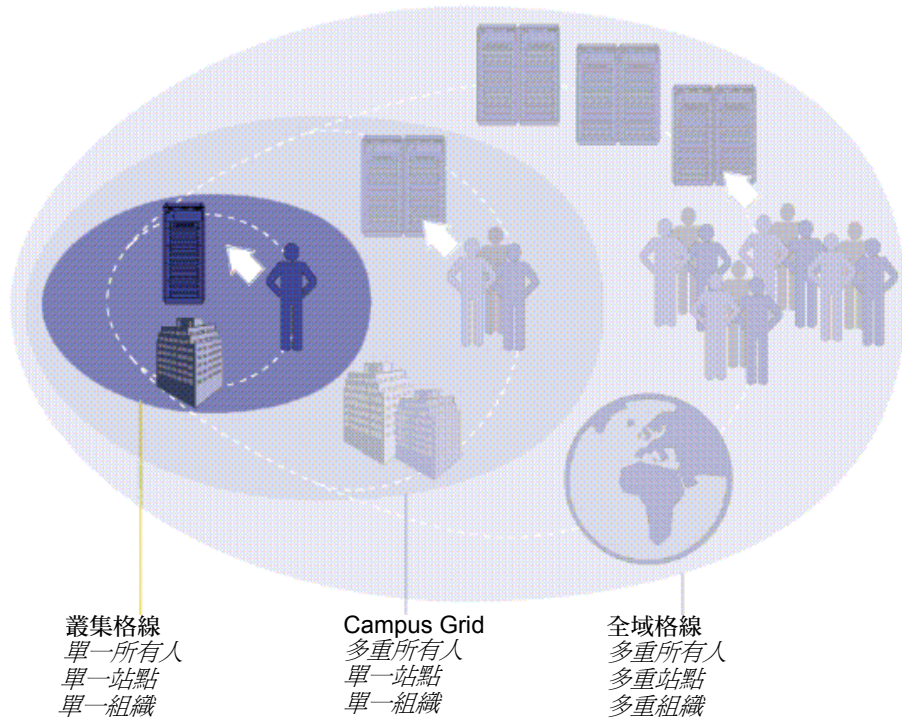 叢集格線
單一所有人
單一站點
單一組織
Campus Grid
多重所有人
單一站點
單一組織
全域格線
多重所有人
多重站點
多重組織